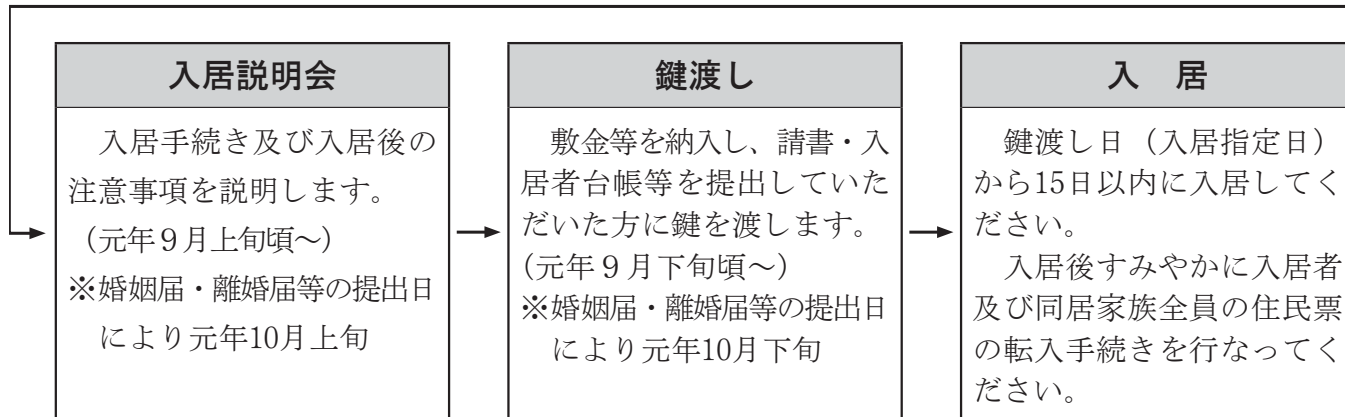 入居説明会
入居手続き及び入居後の
注意事項を説明します。
（元年９月上旬頃～）
※婚姻届・離婚届等の提出日
により元年10月上旬
鍵渡し
敷金等を納入し、請書・入
居者台帳等を提出していた
だいた方に鍵を渡します。
（元年９月下旬頃～）
※婚姻届・離婚届等の提出日
により元年10月下旬
入　居
鍵渡し日（入居指定日）
から15日以内に入居してく
ださい。
入居後すみやかに入居者
及び同居家族全員の住民票
の転入手続きを行なってく
ださい。